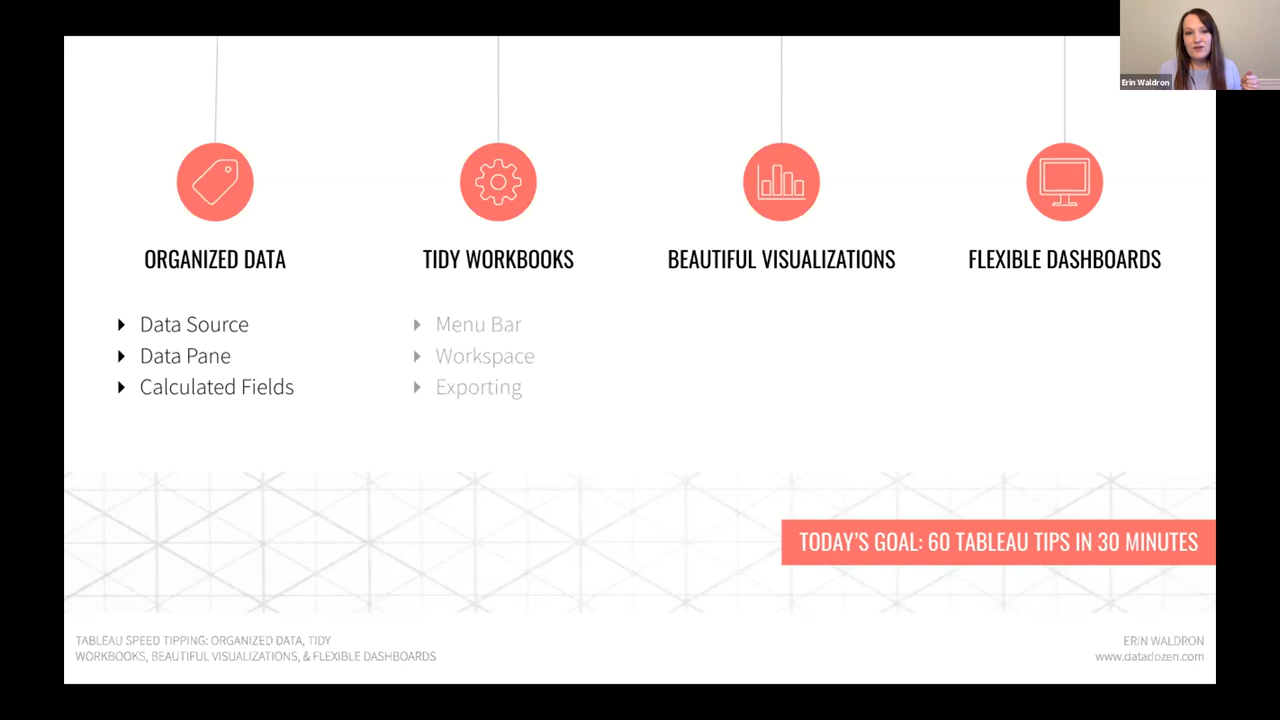 Erin Waldron
ORGANIZED DATA
TIDY WORKBOOKS
BEAUTIFUL VISUALIZATIONS
FLEXIBLE DASHBOARDS
Data Source
Data Pane
Calculated Fields
Menu Bar
Workspace
Exporting
TODAY'S GOAL: 60 TABLEAU TIPS IN 30 MINUTES
TABLEAU SPEED TIPPING: ORGANIZED DATA, TIDY
WORKBOOKS, BEAUTIFUL VISUALIZATIONS, & FLEXIBLE DASHBOARDS
ERIN WALDRON
www.datadozen.com